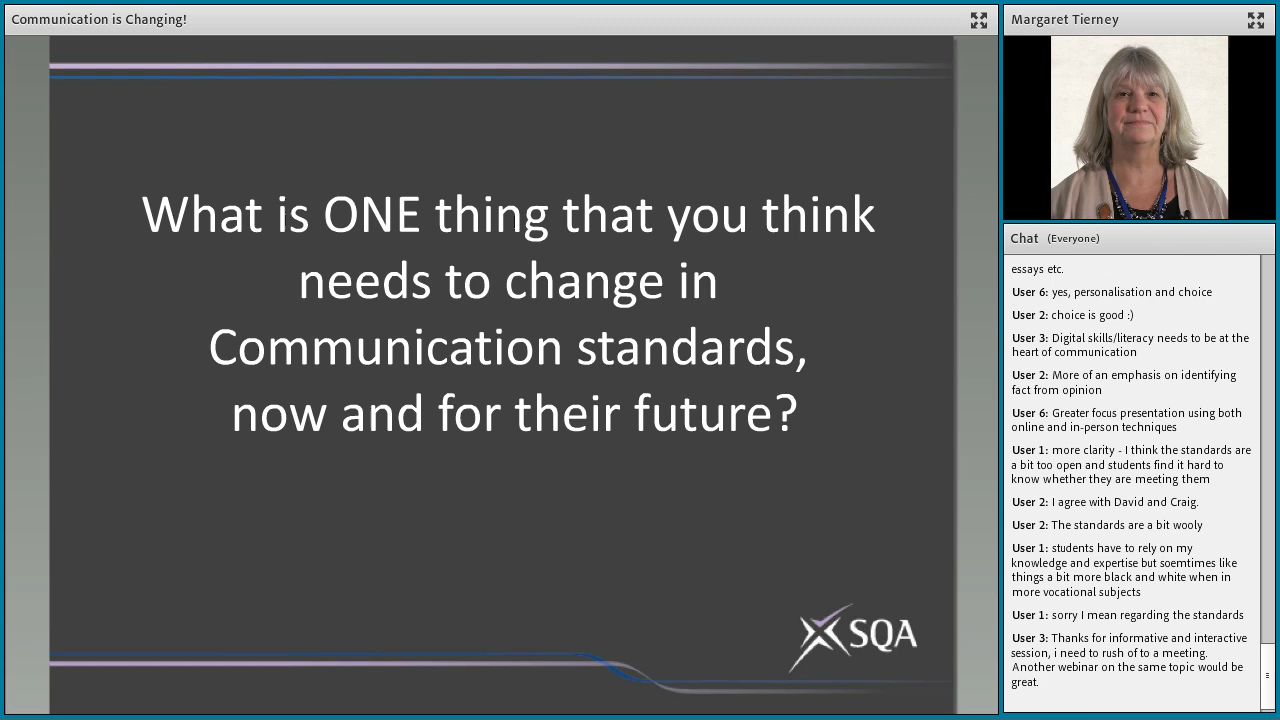 Communication is Changing!
What is ONE thing that you think
needs to change in
Communication standards,
now and for their future?
SQA
Margaret Tierney
Chat (Everyone)
essays etc.
User 6: yes, personalisation and choice
User 2: choice is good :)
User 3: Digital skills/literacy needs to be at the
heart of communication
User 2: More of an emphasis on identifying
fact from opinion
User 6: Greater focus presentation using both
online and in-person techniques
User 1: more clarity - I think the standards are
a bit too open and students find it hard to
know whether they are meeting them
User 2: I agree with David and Craig.
User 2: The standards are a bit wooly
User 1: students have to rely on my
knowledge and expertise but soemtimes like
things a bit more black and white when in
more vocational subjects
User 1: sorry I mean regarding the standards
User 3: Thanks for informative and interactive
session, i need to rush of to a meeting.
Another webinar on the same topic would be
great.